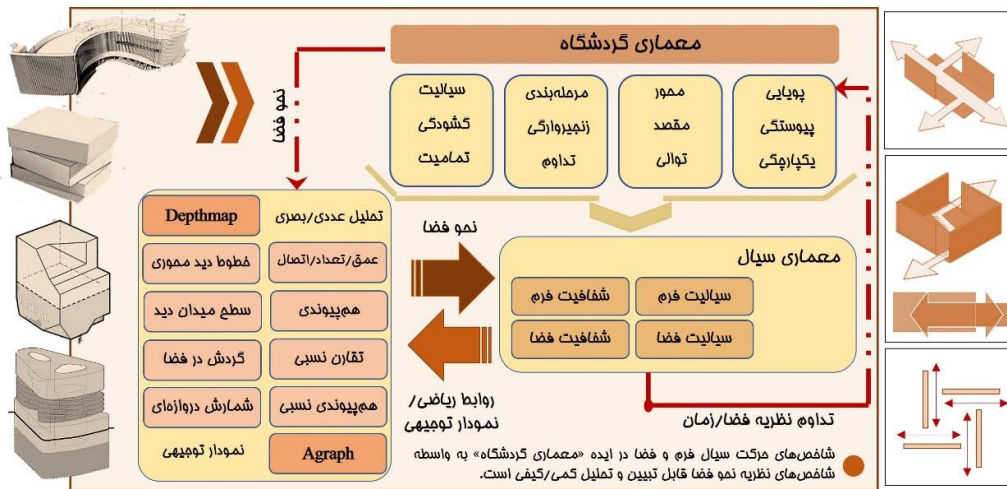 معماری گردشگاه
پویایی
پیوستگی
یکپارچگی
محور
مقصد
توالی
مرحله‌بندی
زنجیروارگی
تداوم
سیالیت
گشودگی
تمامیت
نحو فضا
معماری سیال
سیالیت فرم
شفافیت فرم
سیالیت فضا
شفافیت فضا
نحو فضا
روابط ریاضی/
نمودار توجیهی
تحلیل عددی/بصری
Depthmap
عمق/تعداد/اتصال
خطوط دید محوری
هم‌پیوندی
سطح میدان دید
تقارن نسبی
گردش در فضا
هم‌پیوندی نسبی
شمارش دروازه‌ای
Agraph
نمودار توجیهی
تداوم نظریه فضا/زمان
شاخص‌های حرکت سیال فرم و فضا در ایده «معماری گردشگاه» به واسطه
شاخص‌های نظریه نحو فضا قابل تبیین و تحلیل کمی/کیفی است.